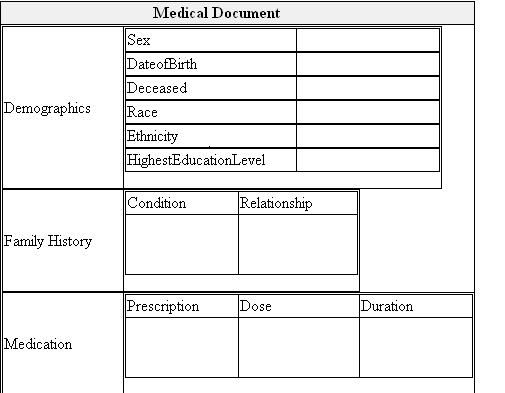 Medical Document
Demographics
Sex
DateofBirth
Deceased
Race
Ethnicity
HighestEducationLevel
Family History
Condition Relationship
Medication
Prescription Dose Duration